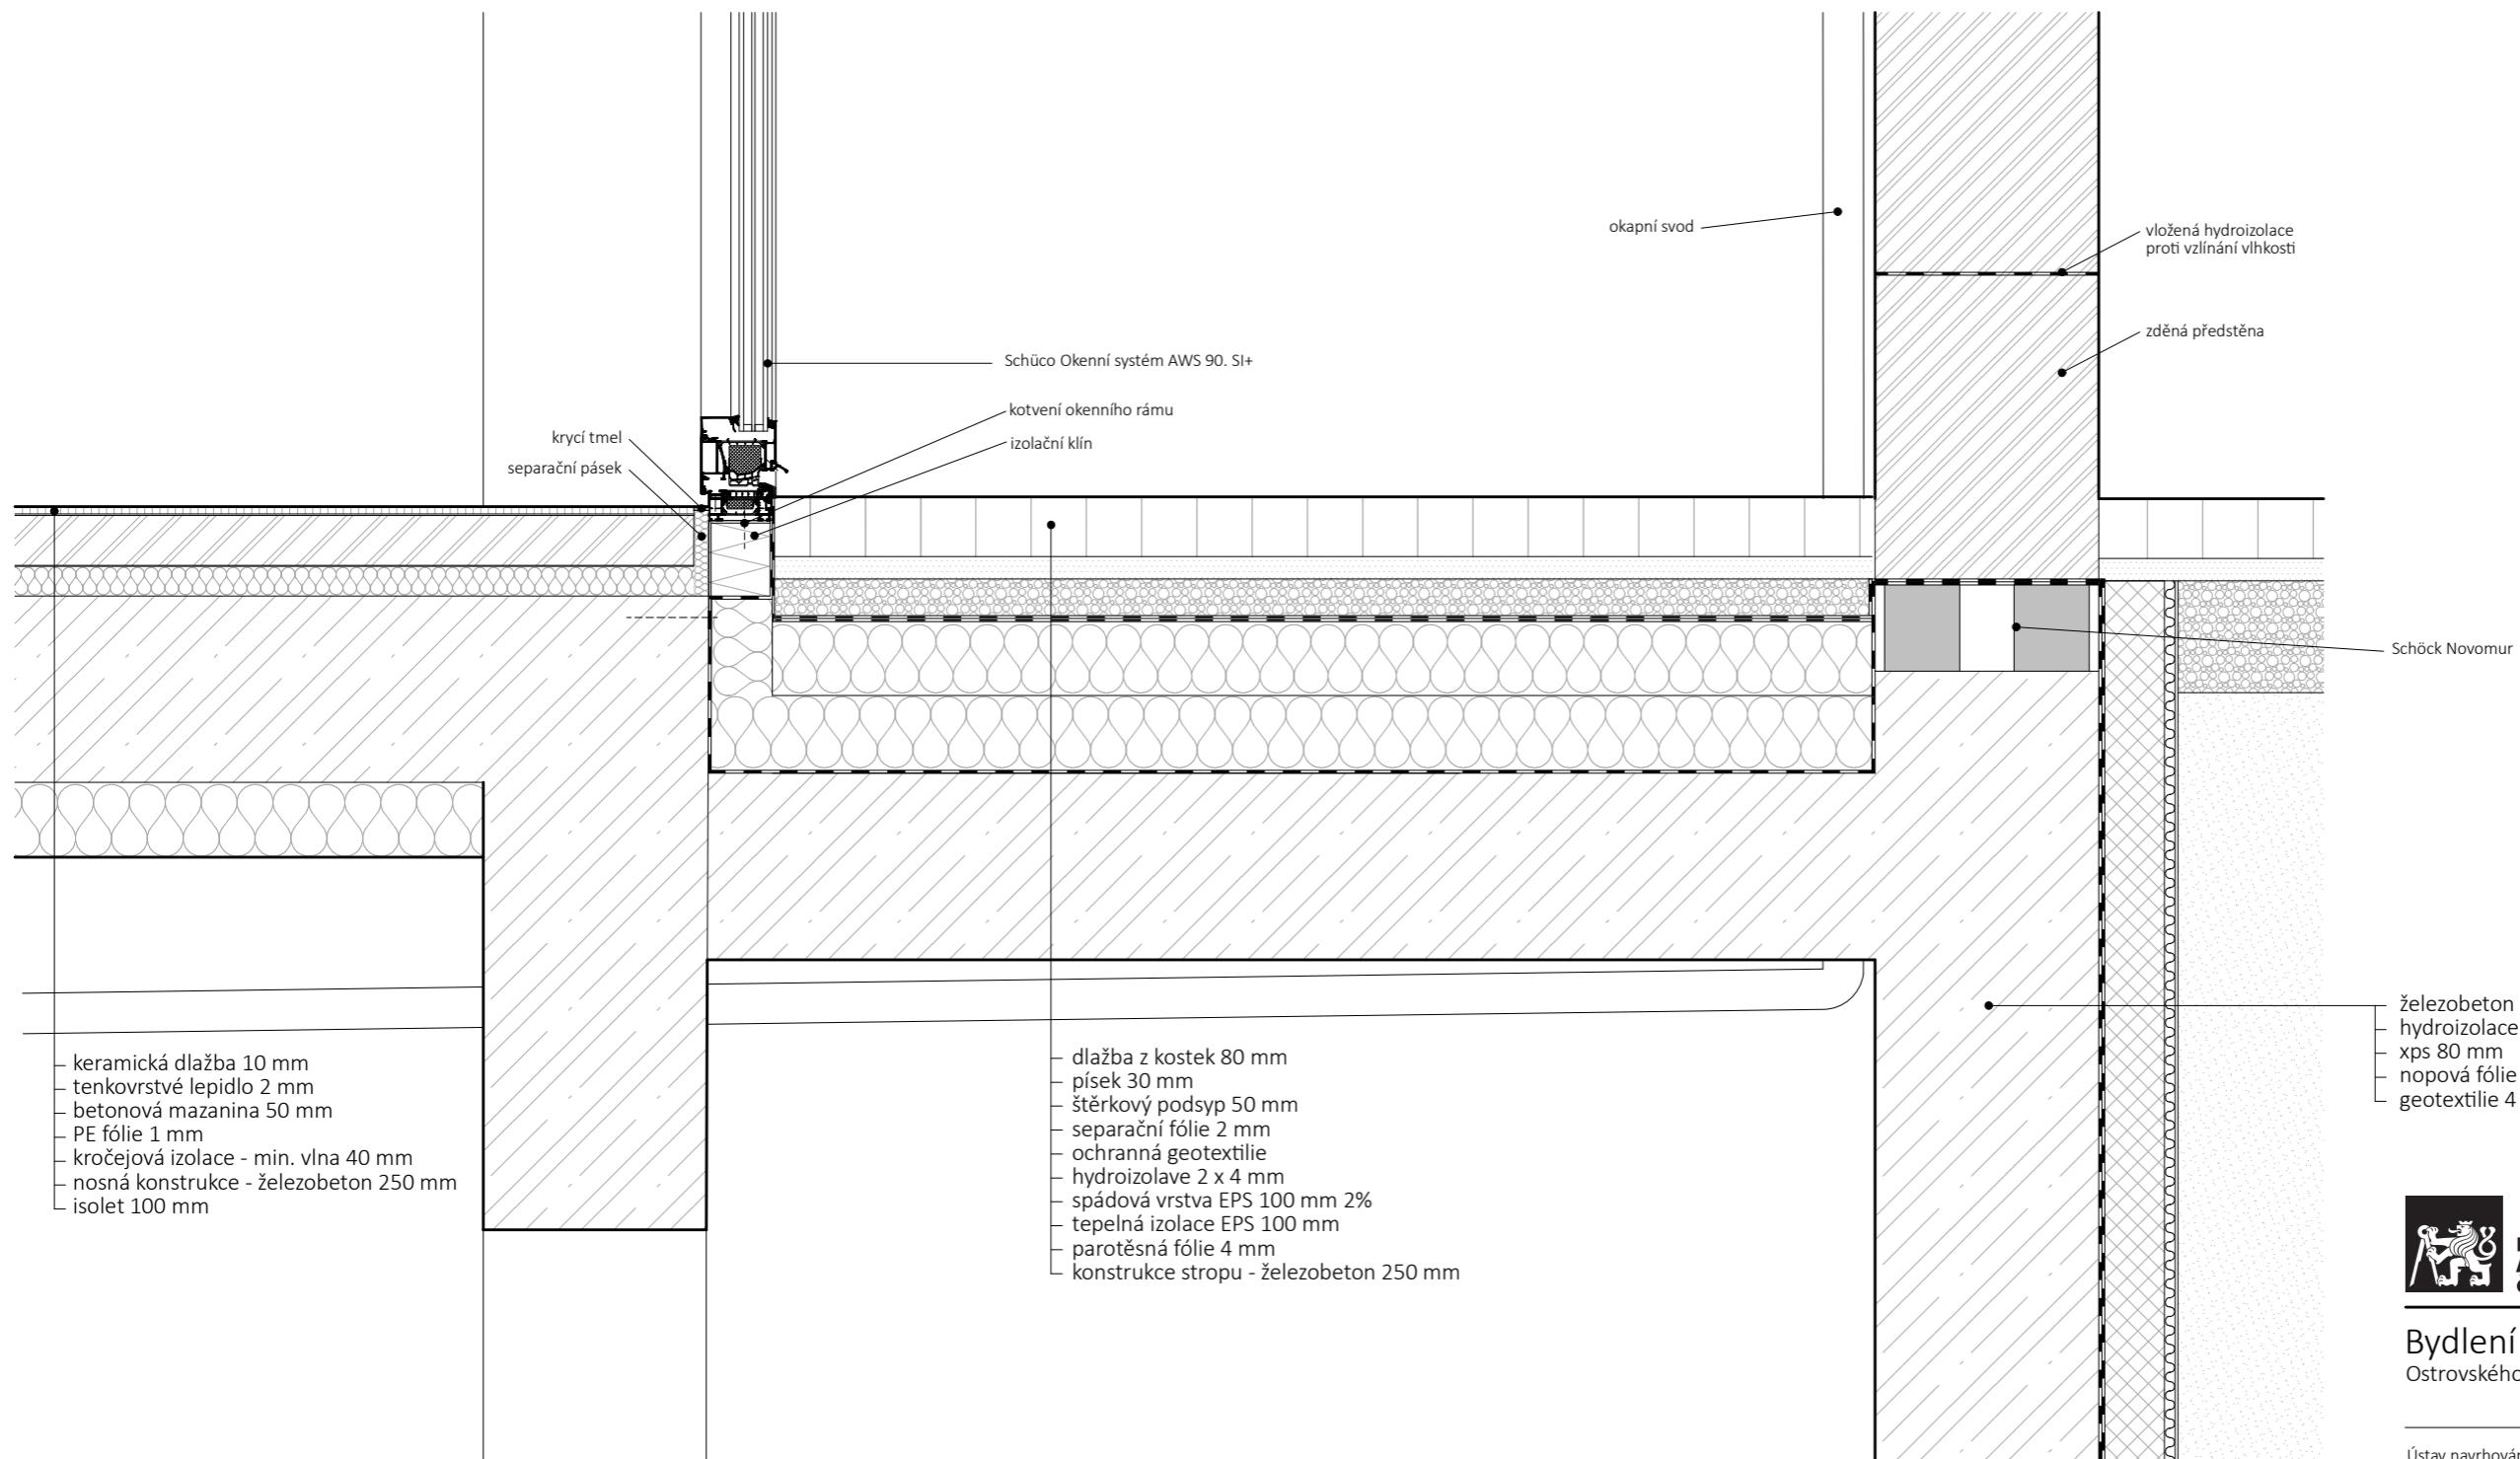 okapní svod
vložená hydroizolace
proti vzlínání vlhkosti
zděná předstěna
Schüco Okenní systém AWS 90. SI+
kotvení okenního rámu
izolační klín
krycí tmel
separační pásek
Schöck Novomur
železobeton
hydroizolace
xps 80 mm
nopová fólie
geotextilie 4
keramická dlažba 10 mm
tenkovrstvé lepidlo 2 mm
betonová mazanina 50 mm
PE fólie 1 mm
kročejová izolace - min. vlna 40 mm
nosná konstrukce - železobeton 250 mm
isolet 100 mm
dlažba z kostek 80 mm
písek 30 mm
štěrkový podsyp 50 mm
separační fólie 2 mm
ochranná geotextilie
hydroizolave 2 x 4 mm
spádová vrstva EPS 100 mm 2%
tepelná izolace EPS 100 mm
parotěsná fólie 4 mm
konstrukce stropu - železobeton 250 mm
Bydlení
Ostrovského
Ústav